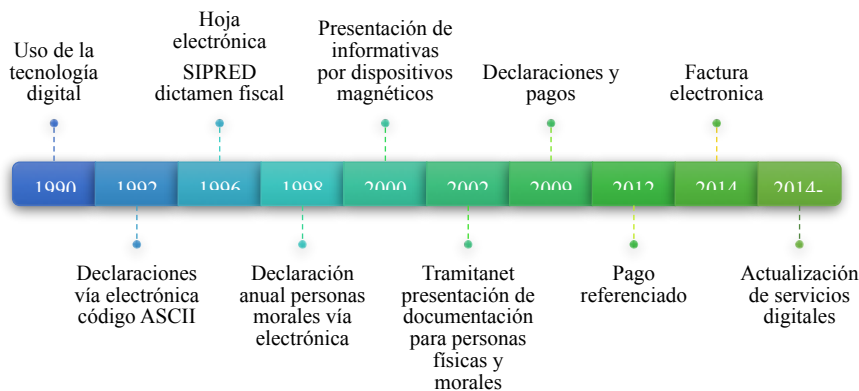 Uso de la
tecnología
digital
Hoja
electrónica
SIPRED
dictamen fiscal
Presentación de
informativas
por dispositivos
magnéticos
Declaraciones y
pagos
Factura
electronica
1990
1992
1996
1998
2000
2002
2009
2012
2014
2014-
Declaraciones
vía electrónica
código ASCII
Declaración
anual personas
morales vía
electrónica
Tramitanet
presentación de
documentación
para personas
físicas y
morales
Pago
referenciado
Actualización
de servicios
digitales